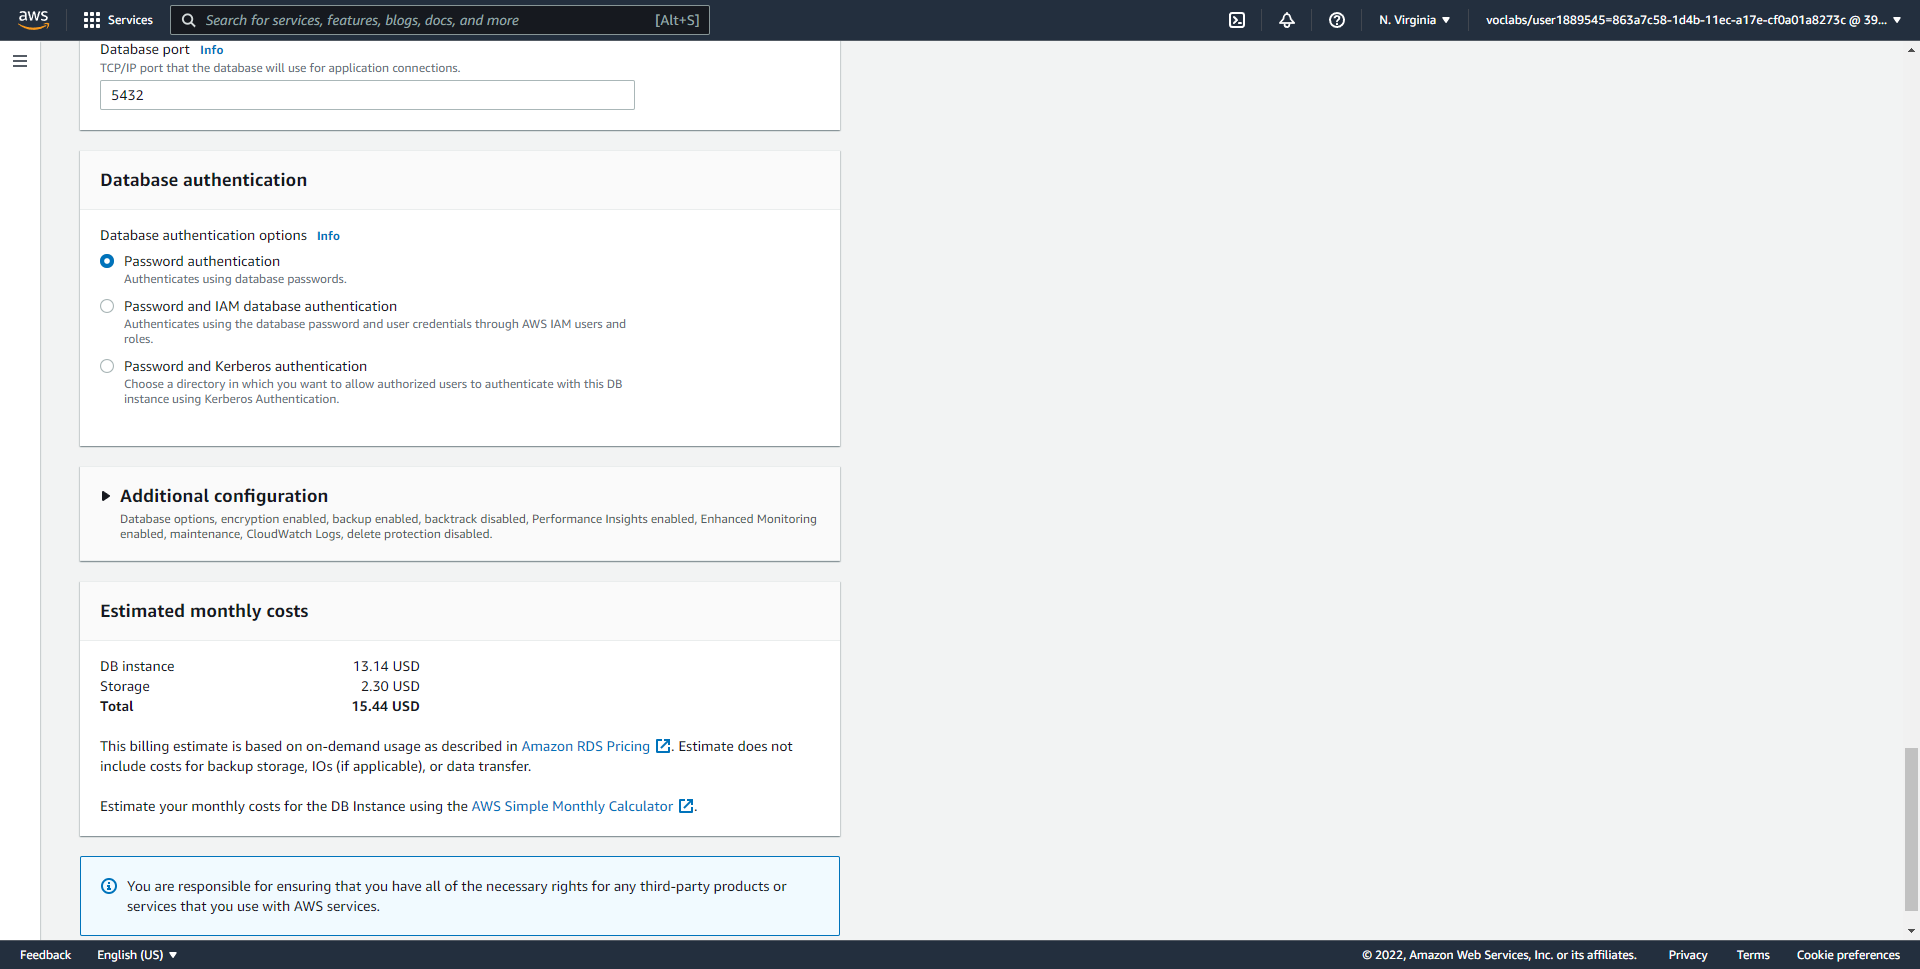 aws
Services
Search for services, features, blogs, docs, and more [Alt+S]
N. Virginia
voclabs/user1889545=863a7c58-1d4b-11ec-a17e-cf0a01a8273c @ 39...
Database port Info
TCP/IP port that the database will use for application connections.
5432
Database authentication
Database authentication options Info
Password authentication
Authenticates using database passwords.
Password and IAM database authentication
Authenticates using the database password and user credentials through AWS IAM users and
roles.
Password and Kerberos authentication
Choose a directory in which you want to allow authorized users to authenticate with this DB
instance using Kerberos Authentication.
Additional configuration
Database options, encryption enabled, backup enabled, backtrack disabled, Performance Insights enabled, Enhanced Monitoring
enabled, maintenance, CloudWatch Logs, delete protection disabled.
Estimated monthly costs
DB instance 13.14 USD
Storage 2.30 USD
Total 15.44 USD
This billing estimate is based on on-demand usage as described in Amazon RDS Pricing. Estimate does not
include costs for backup storage, IOs (if applicable), or data transfer.
Estimate your monthly costs for the DB Instance using the AWS Simple Monthly Calculator.
You are responsible for ensuring that you have all of the necessary rights for any third-party products or
services that you use with AWS services.
Feedback English (US) © 2022, Amazon Web Services, Inc. or its affiliates. Privacy Terms Cookie preferences